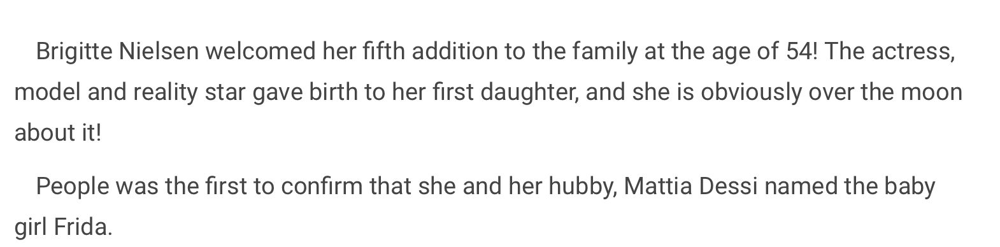 Brigitte Nielsen welcomed her fifth addition to the family at the age of 54! The actress,
model and reality star gave birth to her first daughter, and she is obviously over the moon
about it!
People was the first to confirm that she and her hubby, Mattia Dessi named the baby
girl Frida.